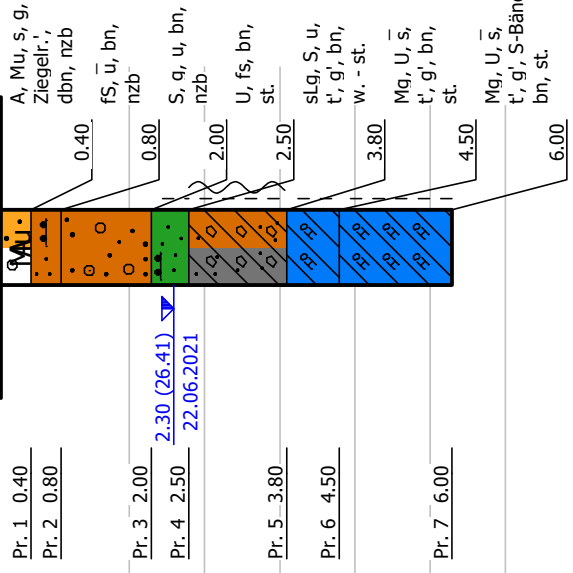 A, Mu, s, g,
Ziegelr.',
dbn, nzb
0.40
fS, ū, bn,
nzb
0.80
S, g, u, bn,
nzb
2.00
U, fs, bn,
st.
2.50
sLg, S, u,
t', g', bn,
w. - st.
3.80
Mg, U, s̄,
t', g', bn,
st.
4.50
Mg, U, s̄,
t', g', S-Bän
bn, st.
6.00
Mu
2.30 (26.41)
22.06.2021
Pr. 1 0.40
Pr. 2 0.80
Pr. 3 2.00
Pr. 4 2.50
Pr. 5 3.80
Pr. 6 4.50
Pr. 7 6.00